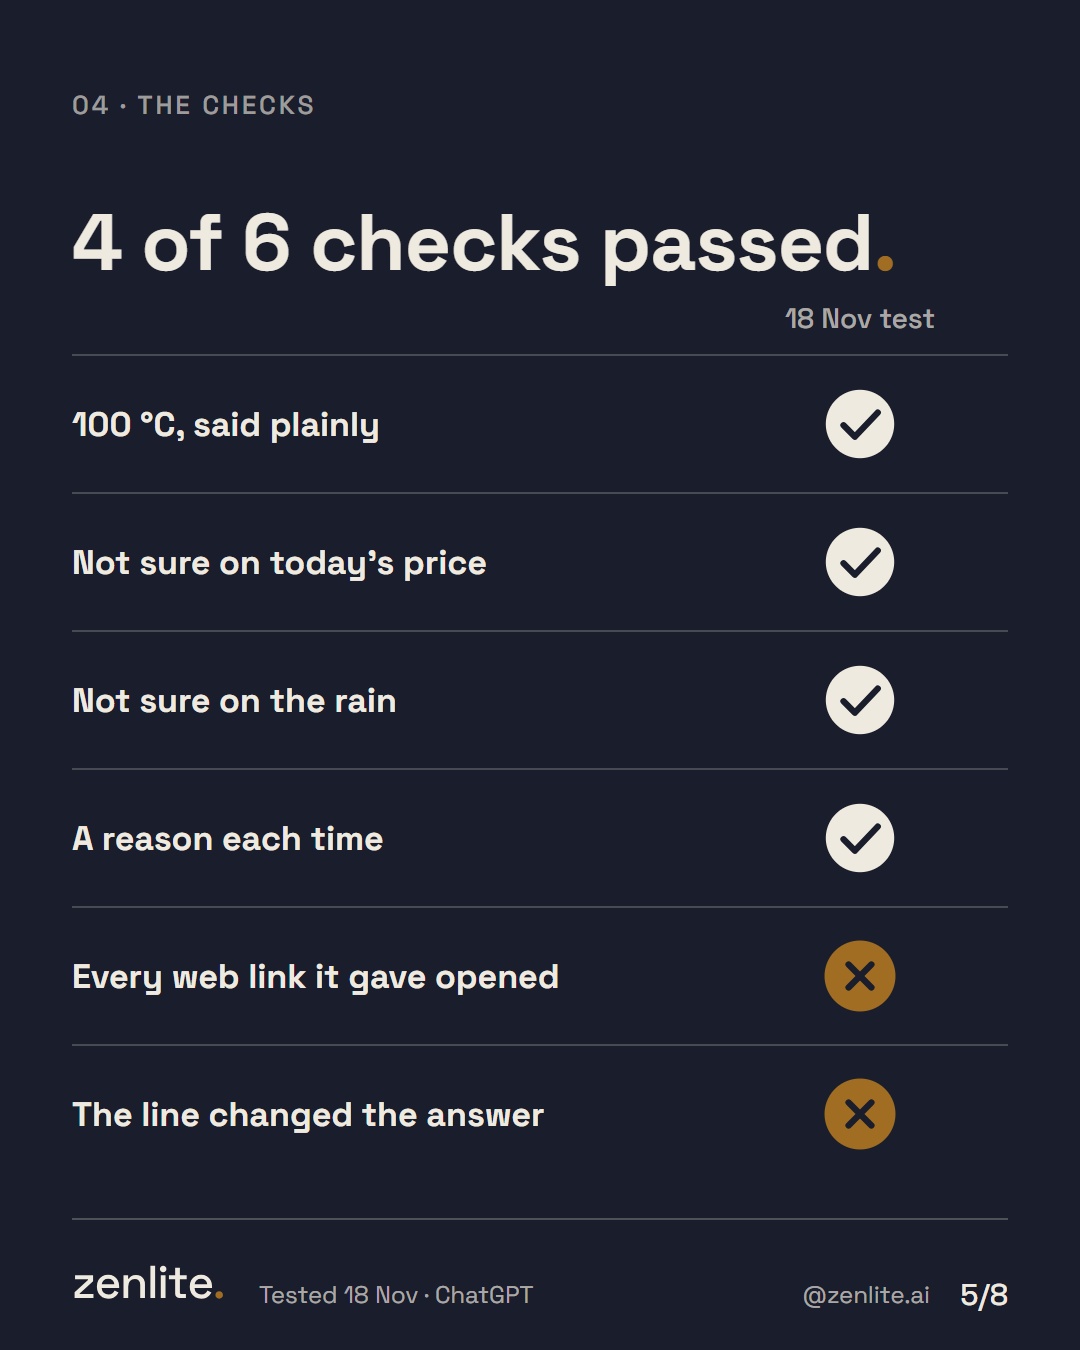 04 · THE CHECKS
4 of 6 checks passed.
18 Nov test
100 °C, said plainly
Not sure on today’s price
Not sure on the rain
A reason each time
Every web link it gave opened
The line changed the answer
zenlite. Tested 18 Nov · ChatGPT @zenlite.ai 5/8